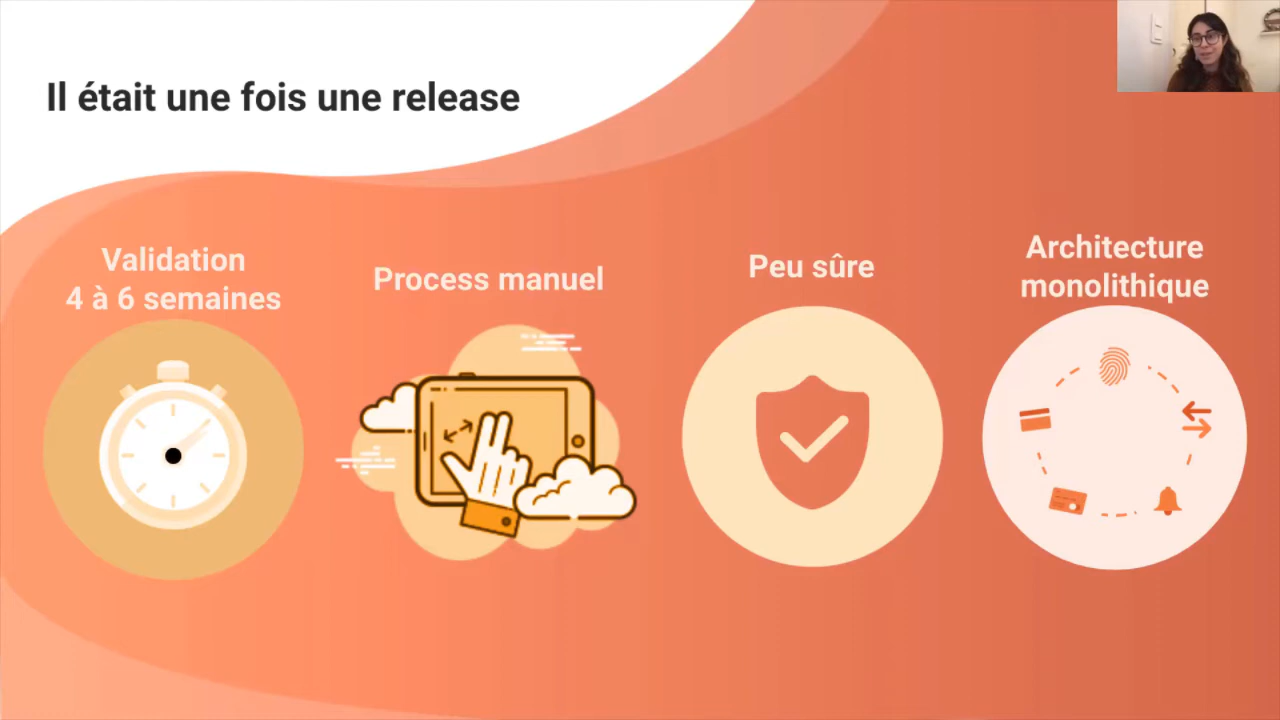 Il était une fois une release
Validation
4 à 6 semaines
Process manuel
Peu sûre
Architecture
monolithique